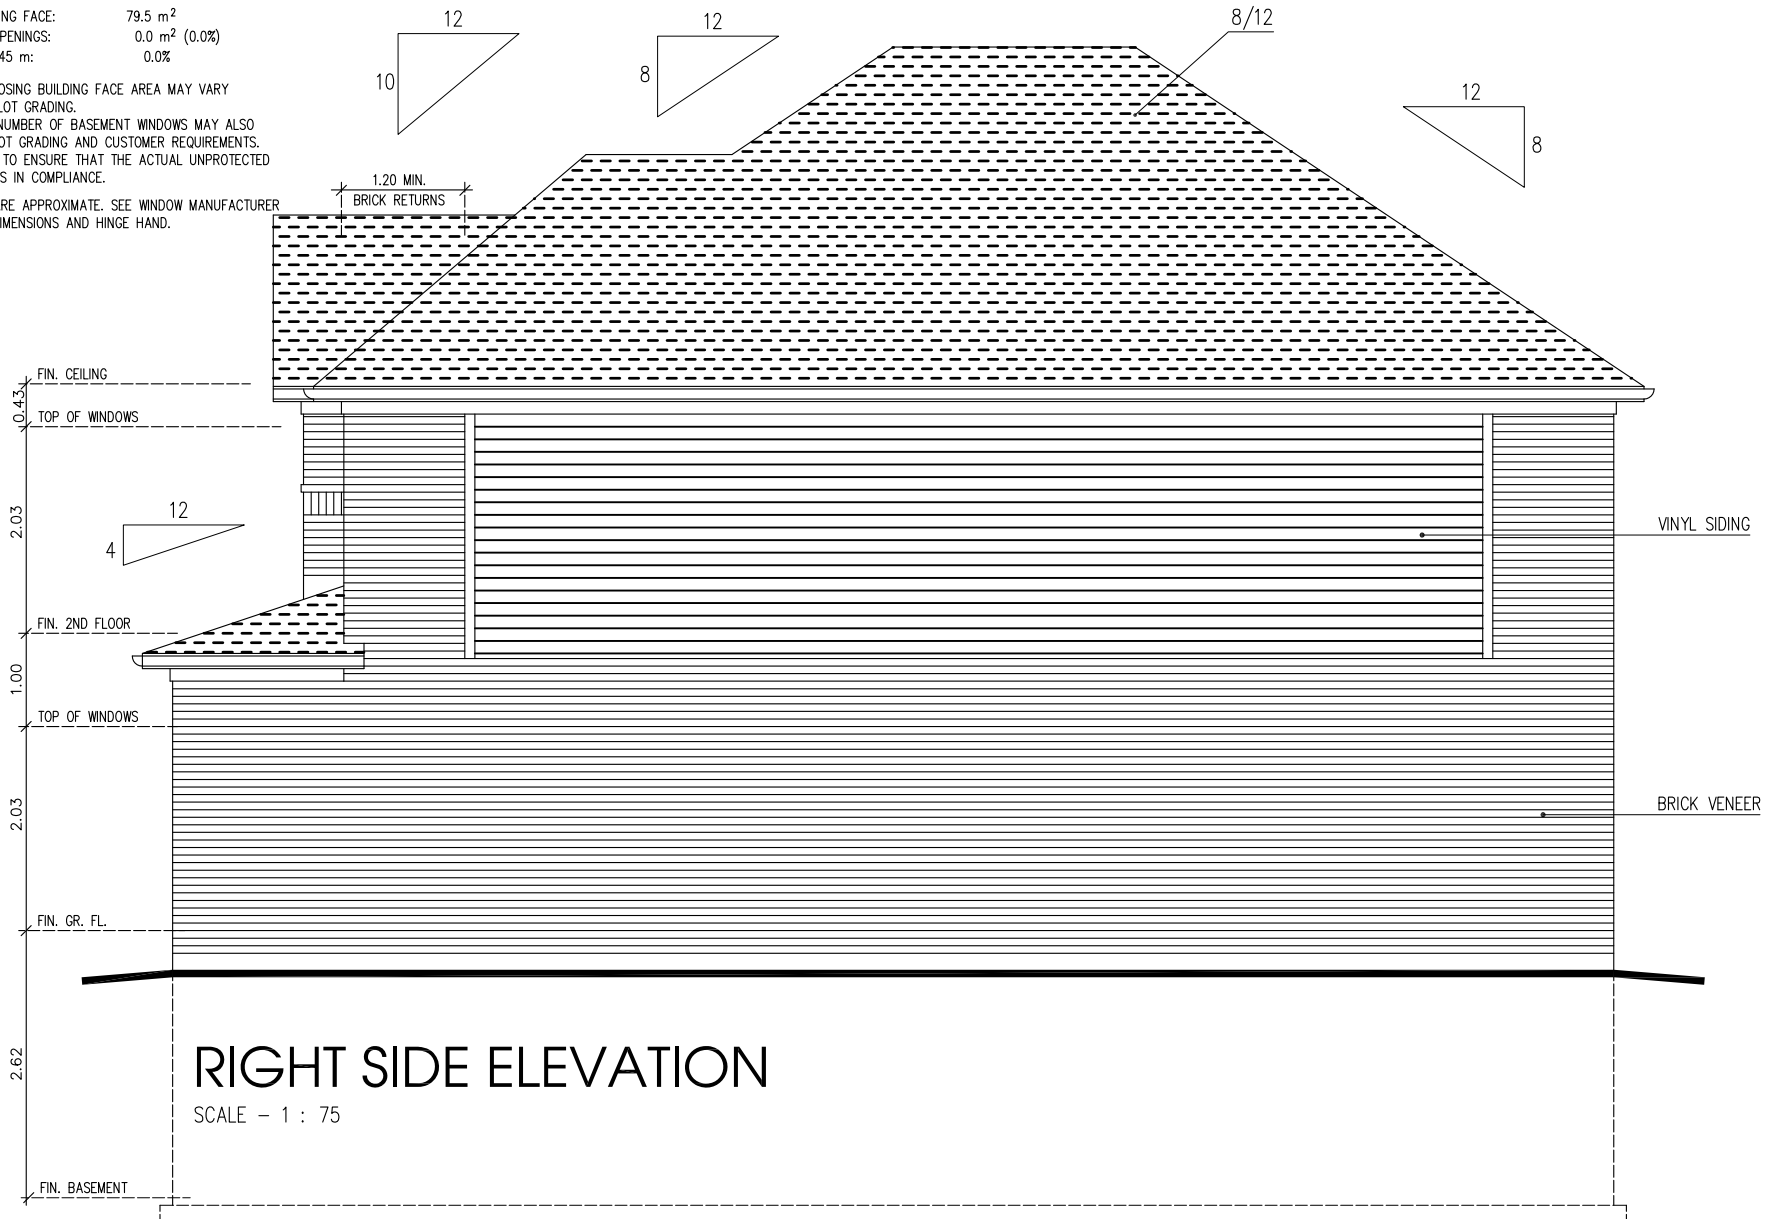 NG FACE: 79.5 m²
PENINGS: 0.0 m² (0.0%)
45 m: 0.0%
OSING BUILDING FACE AREA MAY VARY
LOT GRADING.
NUMBER OF BASEMENT WINDOWS MAY ALSO
OT GRADING AND CUSTOMER REQUIREMENTS.
TO ENSURE THAT THE ACTUAL UNPROTECTED
S IN COMPLIANCE.
RE APPROXIMATE. SEE WINDOW MANUFACTURER
IMENSIONS AND HINGE HAND.
12
10
12
8
8/12
12
8
1.20 MIN.
BRICK RETURNS
FIN. CEILING
0.43
TOP OF WINDOWS
2.03
12
4
VINYL SIDING
FIN. 2ND FLOOR
1.00
TOP OF WINDOWS
2.03
BRICK VENEER
FIN. GR. FL.
2.62
RIGHT SIDE ELEVATION
SCALE – 1 : 75
FIN. BASEMENT